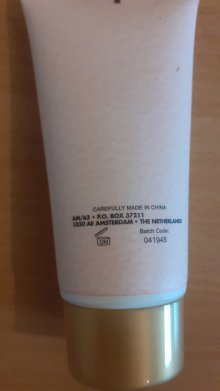 CAREFULLY MADE IN CHINA
AM/63 • P.O. BOX 37211
1030 AE AMSTERDAM • THE NETHERLANDS
Batch Code:
041945